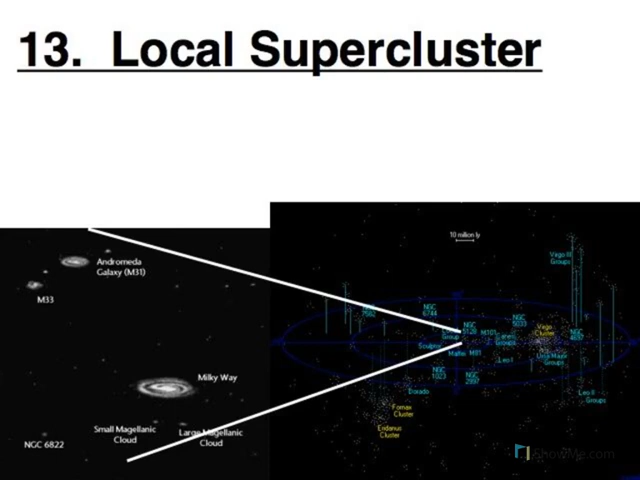 13. Local Supercluster
10 million ly
Andromeda
Galaxy (M31)
M33
Milky Way
Small Magellanic
Cloud
Large Magellanic
Cloud
NGC 6822
Virgo III
Groups
NGC
6744
NGC
5033
NGC
5128
M101
Virgo
Cluster
Group
Sculptor
Maffei
M81
Leo I
Ursa Major
Groups
NGC
1023
NGC
2997
Dorado
Fornax
Cluster
Eridanus
Cluster
Leo II
Groups
ShowMe.com